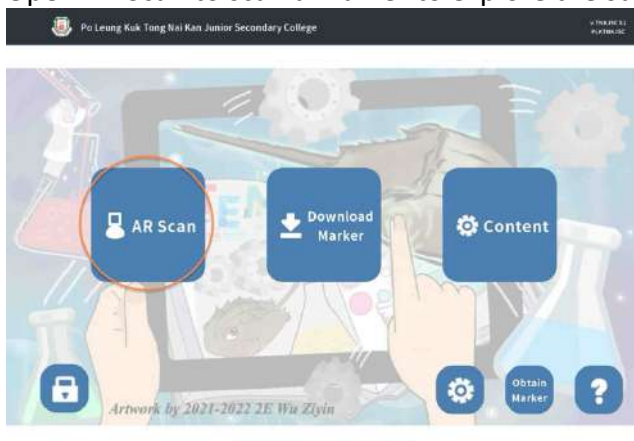 Po Leung Kuk Tong Nai Kan Junior Secondary College
AR Scan
Download
Marker
Content
Obtain
Marker
?
Artwork by 2021-2022 2E Wu Ziyin